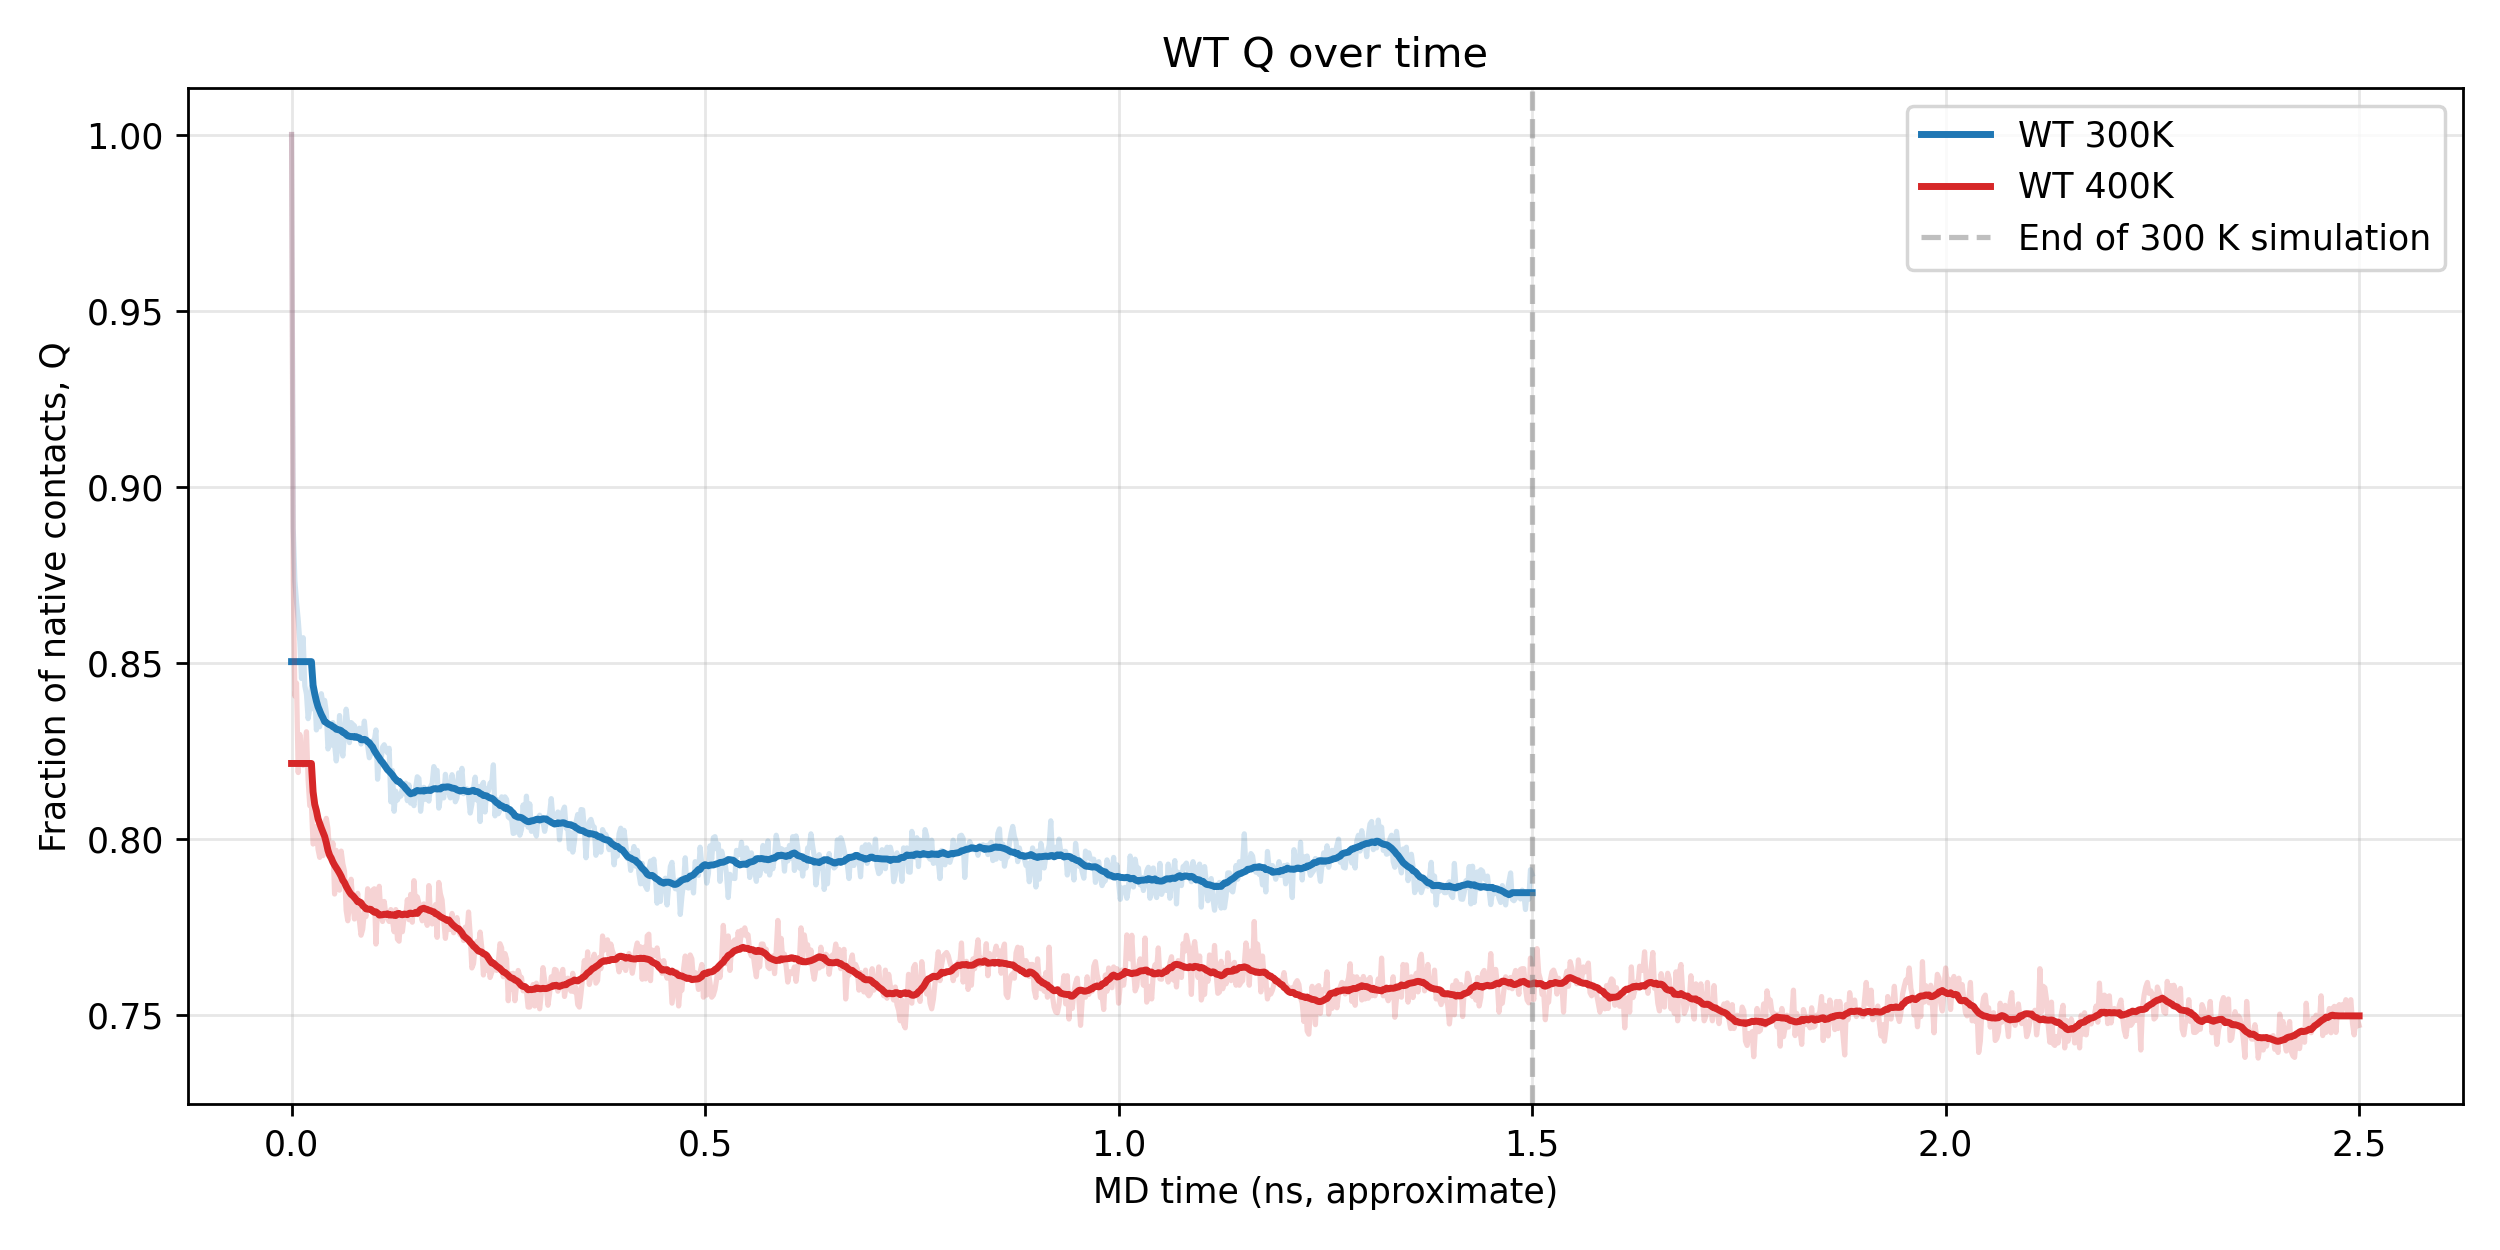 WT Q over time
Fraction of native contacts, Q
1.00
0.95
0.90
0.85
0.80
0.75
WT 300K
WT 400K
End of 300 K simulation
0.0 0.5 1.0 1.5 2.0 2.5
MD time (ns, approximate)